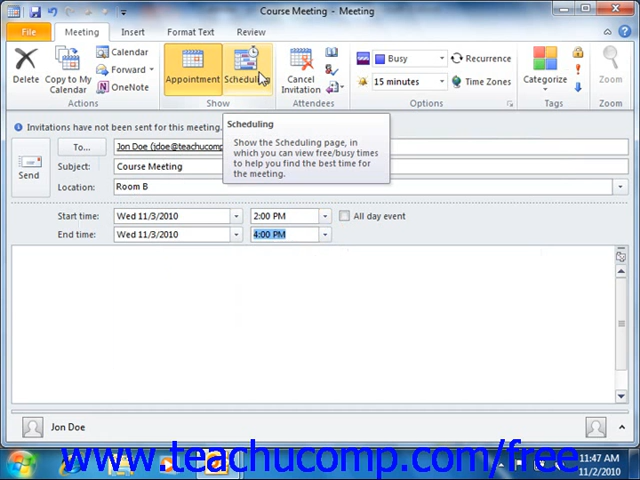 Course Meeting - Meeting
File Meeting Insert Format Text Review
Delete
Copy to My Calendar
Calendar
Forward
OneNote
Actions
Appointment
Scheduling
Show
Cancel Invitation
Attendees
Busy
15 minutes
Recurrence
Time Zones
Options
Categorize
Tags
Zoom
Zoom
Invitations have not been sent for this meeting.
Scheduling
Show the Scheduling page, in
which you can view free/busy times
to help you find the best time for
the meeting.
Send
To... Jon Doe (jdoe@teachucomp
Subject: Course Meeting
Location: Room B
Start time: Wed 11/3/2010 2:00 PM All day event
End time: Wed 11/3/2010 4:00 PM
Jon Doe
www.teachucomp.com/free
11:47 AM
11/2/2010